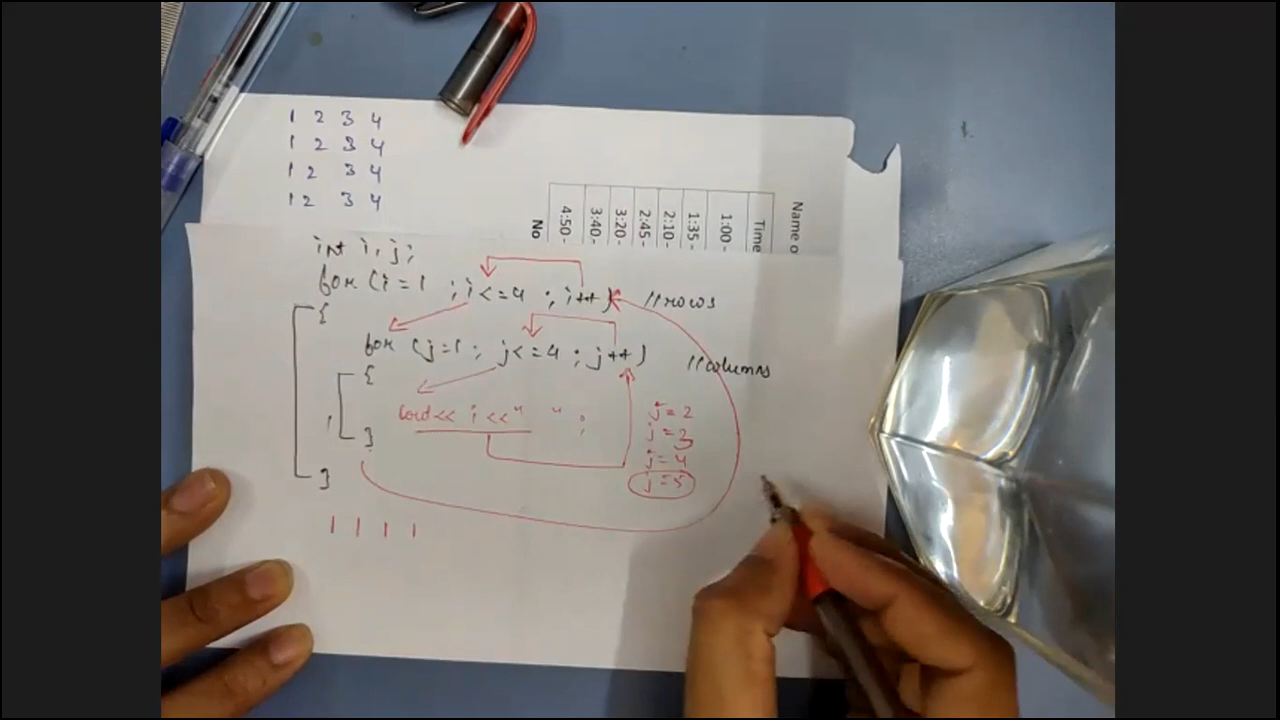 1 2 3 4
1 2 3 4
1 2 3 4
1 2 3 4
Name o
Time
1:00 -
1:35 -
2:10 -
2:45 -
3:20 -
3:40 -
4:50 -
No
int i, j;
for (i=1 ; i<=4 ; i++) //rows
{
for (j=1; j<=4 ; j++) //columns
{
cout<< i <<" " ;
}
}
j=2
j=3
j=4
j=5
1 1 1 1